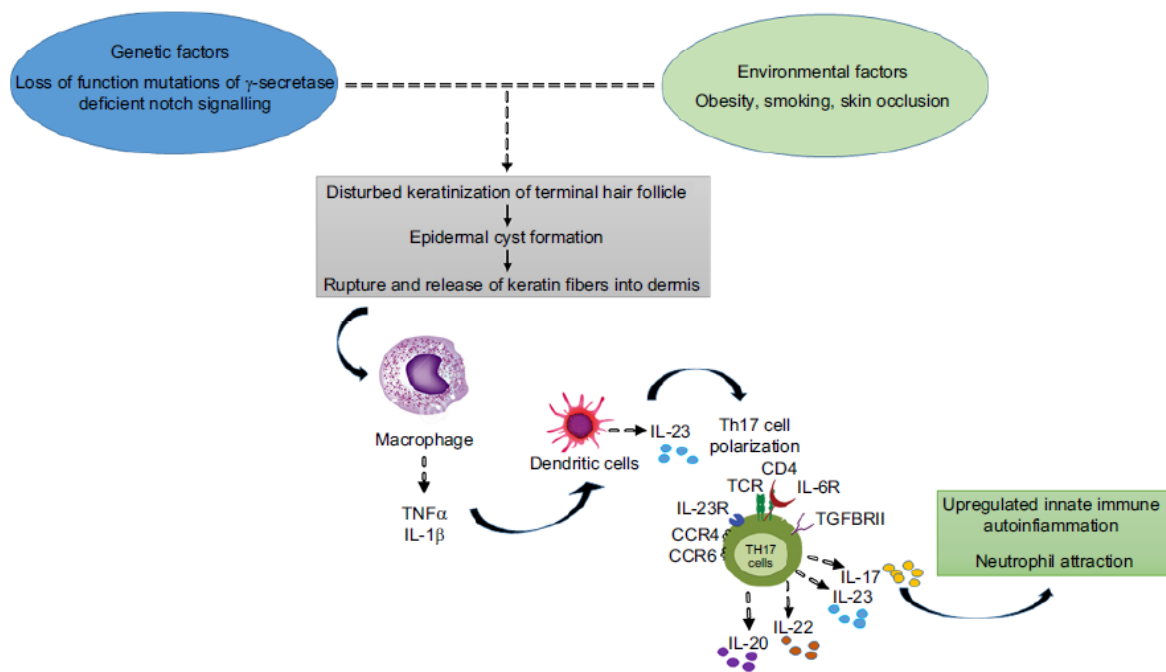 Genetic factors
Loss of function mutations of γ-secretase
deficient notch signalling
Environmental factors
Obesity, smoking, skin occlusion
Disturbed keratinization of terminal hair follicle
Epidermal cyst formation
Rupture and release of keratin fibers into dermis
Macrophage
TNFα
IL-1β
Dendritic cells
IL-23
Th17 cell
polarization
CD4
TCR
IL-6R
IL-23R
TGFBRII
CCR4
CCR6
TH17
cells
IL-17
IL-23
IL-22
IL-20
Upregulated innate immune
autoinflammation
Neutrophil attraction